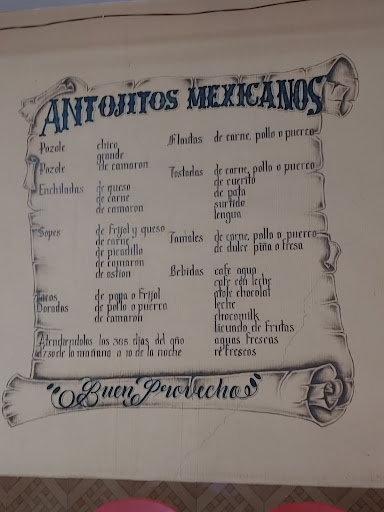 ANTOJITOS MEXICANOS
Pozole chico
grande
Pozole de camaron
Enchiladas de queso
de carne
de camaron
Sopes de frijol y queso
de carne
de picadillo
de camaron
de ostion
Tacos de papa o frijol
Dorados de pollo o puerco
de camaron
Atendiendolos los 365 dias del año
desde la mañana a 10 de la noche
Flautas de carne, pollo o puerco
Tostadas de carne, pollo o puerco
de cuerito
de pata
surtido
lengua
Tamales de carne, pollo o puerco
de dulce piña o fresa
Bebidas cafe
cafe con leche
atole chocolat
leche
chocomilk
licuado de frutas
aguas frescas
refrescos
"Buen Provecho"